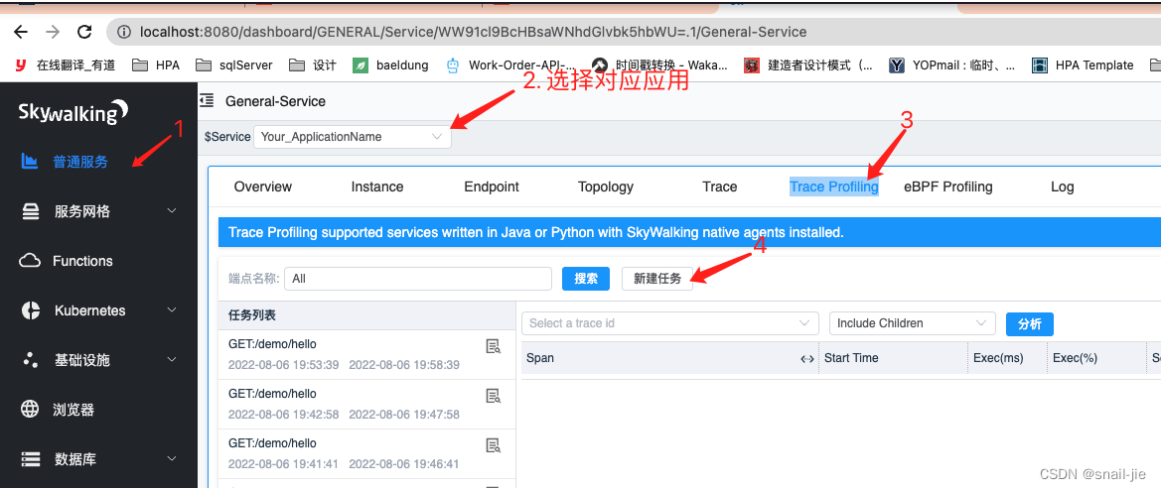 localhost:8080/dashboard/GENERAL/Service/WW91cl9BcHBsaWNhdGlvbk5hbWU=.1/General-Service
在线翻译_有道 HPA sqlServer 设计 baeldung Work-Order-API-... 时间戳转换 - Waka... 建造者设计模式 (... YOPmail : 临时、... HPA Template
2. 选择对应应用
Skywalking
General-Service
1
$Service Your_ApplicationName
3
普通服务
Overview Instance Endpoint Topology Trace Trace Profiling eBPF Profiling Log
服务网格
Trace Profiling supported services written in Java or Python with SkyWalking native agents installed.
4
Functions
端点名称: All 搜索 新建任务
Kubernetes
任务列表
Select a trace id Include Children 分析
GET:/demo/hello
2022-08-06 19:53:39 2022-08-06 19:58:39
Span Start Time Exec(ms) Exec(%) S
基础设施
GET:/demo/hello
2022-08-06 19:42:58 2022-08-06 19:47:58
浏览器
GET:/demo/hello
2022-08-06 19:41:41 2022-08-06 19:46:41
数据库
CSDN @snail-jie